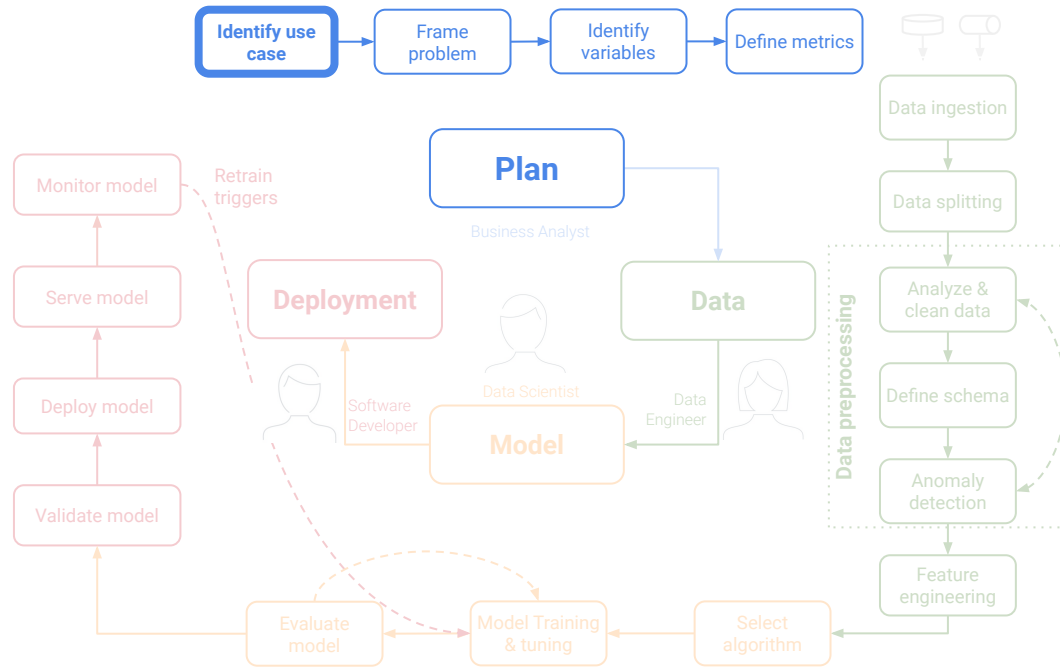 Identify use
case
Frame
problem
Identify
variables
Define metrics
Data ingestion
Data splitting
Data preprocessing
Analyze &
clean data
Define schema
Anomaly
detection
Feature
engineering
Select
algorithm
Model Training
& tuning
Evaluate
model
Validate model
Deploy model
Serve model
Monitor model
Retrain
triggers
Plan
Business Analyst
Data
Data
Engineer
Data Scientist
Model
Software
Developer
Deployment